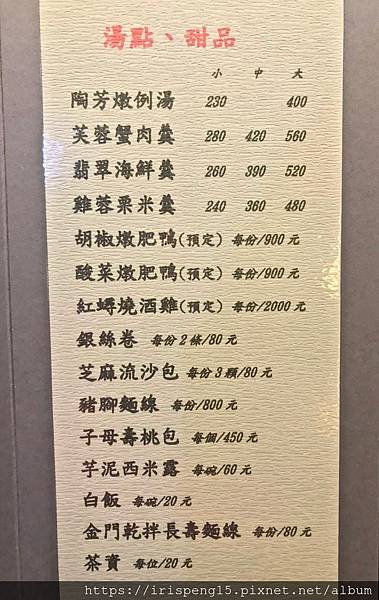 湯點、甜品
小 中 大
陶芳燉例湯 230 400
芙蓉蟹肉羹 280 420 560
翡翠海鮮羹 260 390 520
雞蓉粟米羹 240 360 480
胡椒燉肥鴨(預定) 每份/900元
酸菜燉肥鴨(預定) 每份/900元
紅蟳燒酒雞(預定) 每份/2000元
銀絲卷 每份2條/80元
芝麻流沙包 每份3顆/80元
豬腳麵線 每份/800元
子母壽桃包 每個/450元
芋泥西米露 每碗/60元
白飯 每碗/20元
金門乾拌長壽麵線 每份/80元
茶資 每位/20元
https://irispeng15.pixnet.net/album